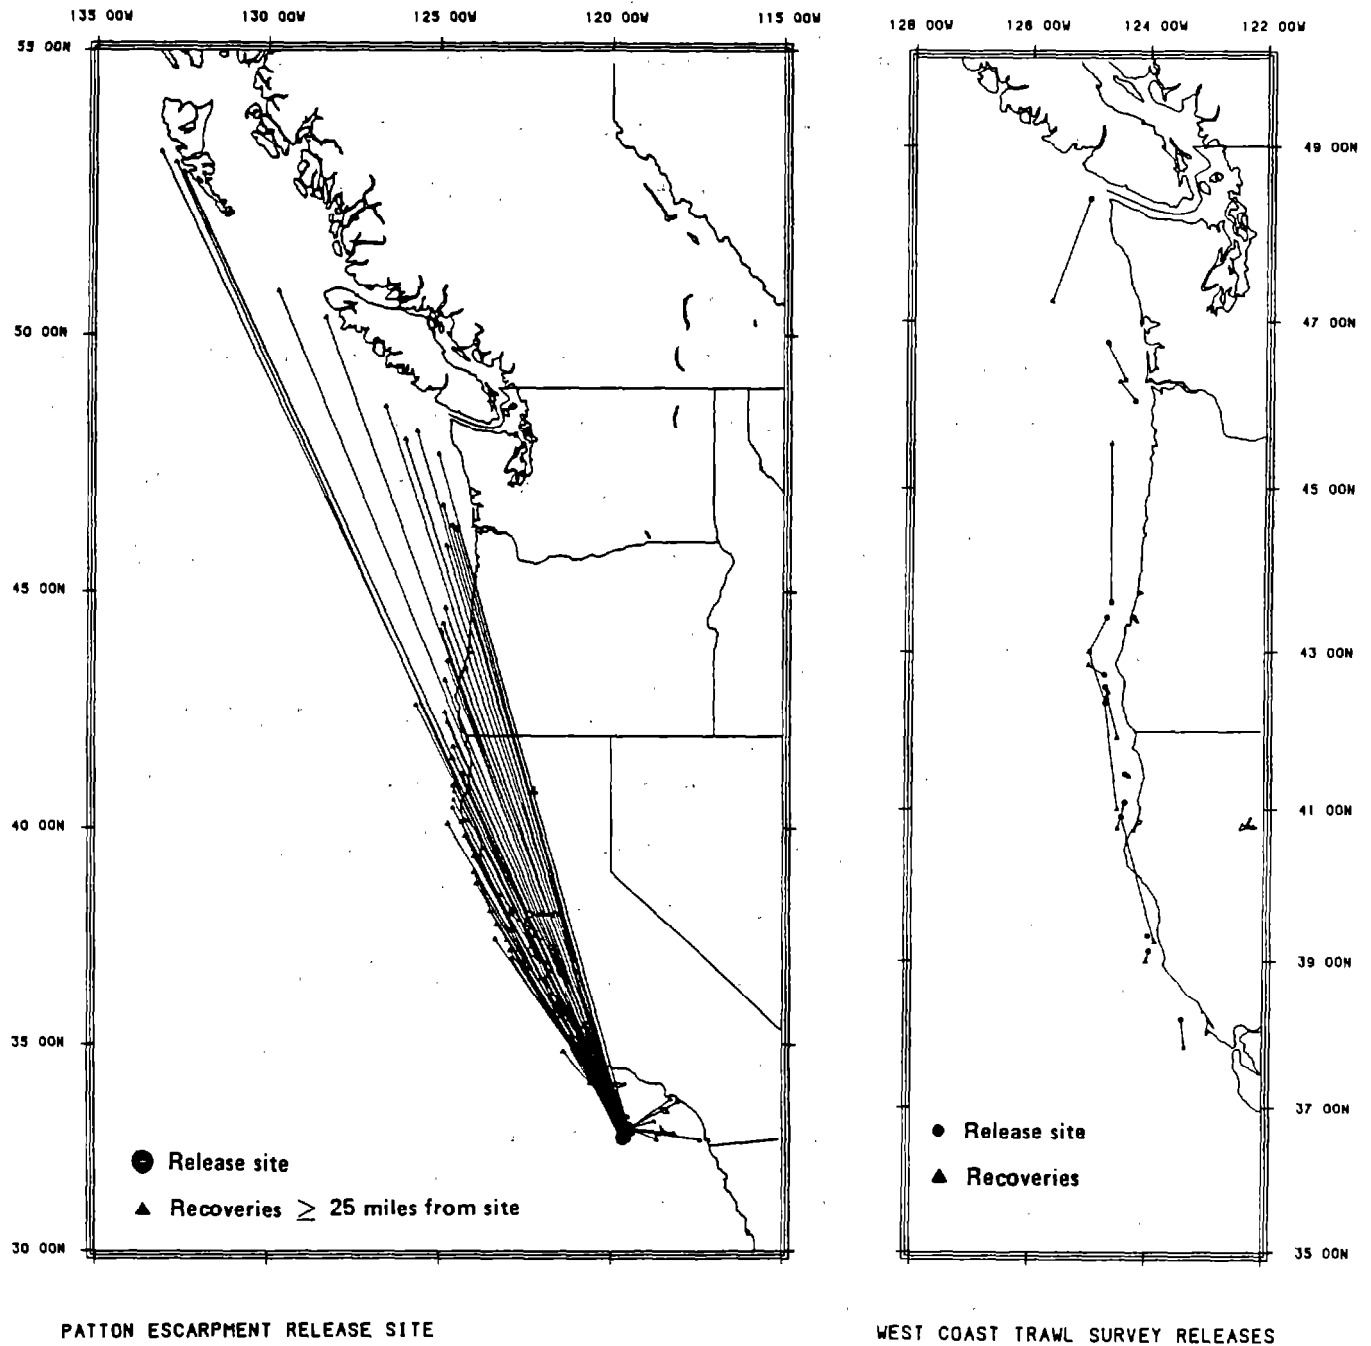 135 00W 130 00W 125 00W 120 00W 115 00W
55 00N
50 00N
45 00N
40 00N
35 00N
30 00N
Release site
Recoveries ≥ 25 miles from site
PATTON ESCARPMENT RELEASE SITE
128 00W 126 00W 124 00W 122 00W
49 00N
47 00N
45 00N
43 00N
41 00N
39 00N
37 00N
35 00N
Release site
Recoveries
WEST COAST TRAWL SURVEY RELEASES